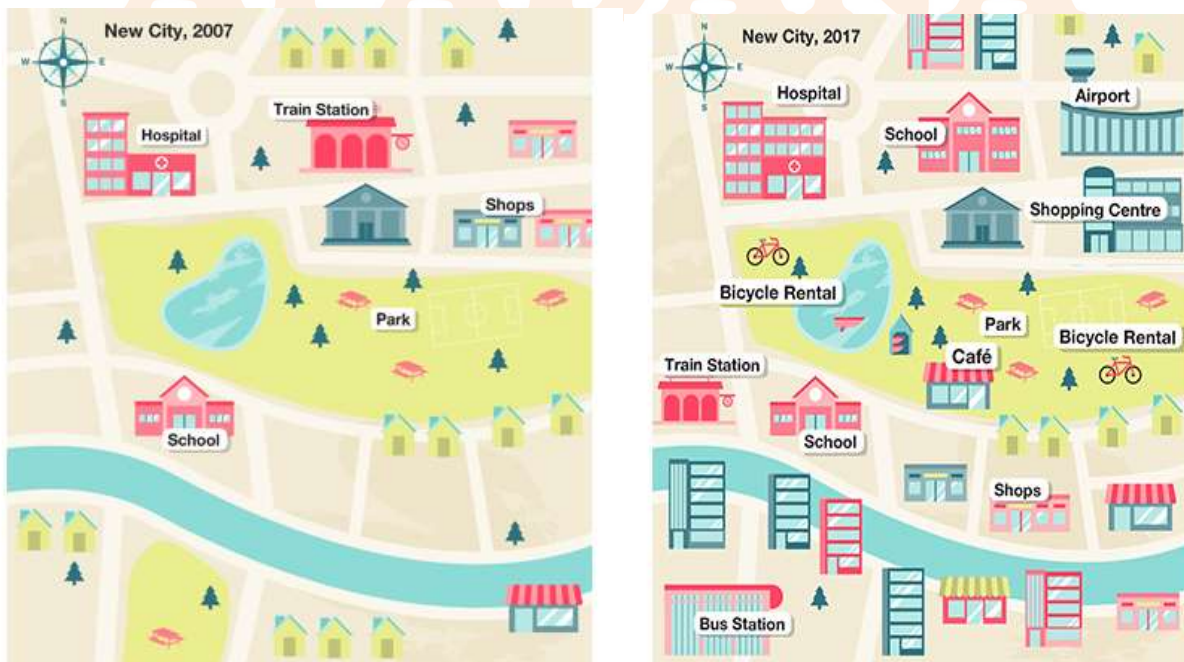 New City, 2007
N
W
E
S
Train Station
Hospital
Shops
Park
School
New City, 2017
N
W
E
S
Hospital
Airport
School
Shopping Centre
Bicycle Rental
Park
Bicycle Rental
Café
Train Station
School
Shops
Bus Station